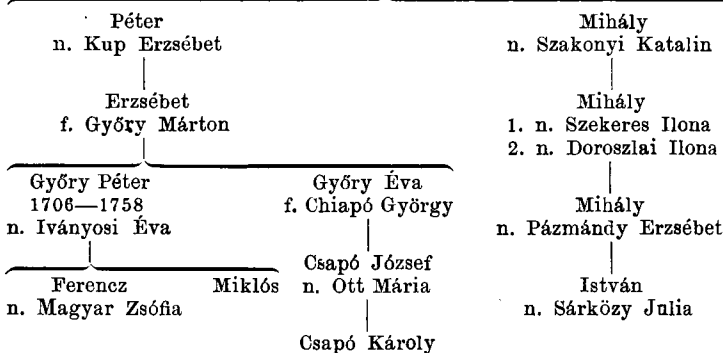 Péter
n. Kup Erzsébet
Erzsébet
f. Győry Márton
Győry Péter
1706—1758
n. Iványosi Éva
Ferencz
n. Magyar Zsófia
Miklós
Győry Éva
f. Chiapó György
Csapó József
n. Ott Mária
Csapó Károly
Mihály
n. Szakonyi Katalin
Mihály
1. n. Szekeres Ilona
2. n. Doroszlai Ilona
Mihály
n. Pázmándy Erzsébet
István
n. Sárközy Julia